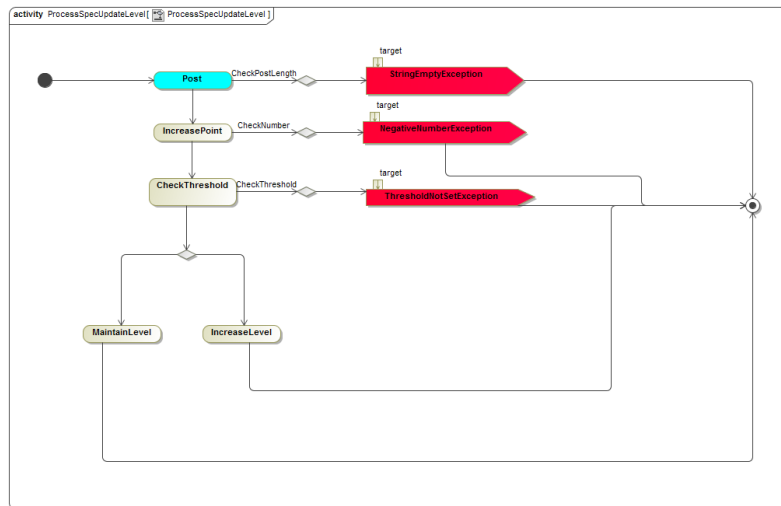 activity ProcessSpecUpdateLevel[ ProcessSpecUpdateLevel ]
target
CheckPostLength
StringEmptyException
Post
target
CheckNumber
NegativeNumberException
IncreasePoint
target
CheckThreshold
CheckThreshold
ThresholdNotSetException
MaintainLevel
IncreaseLevel